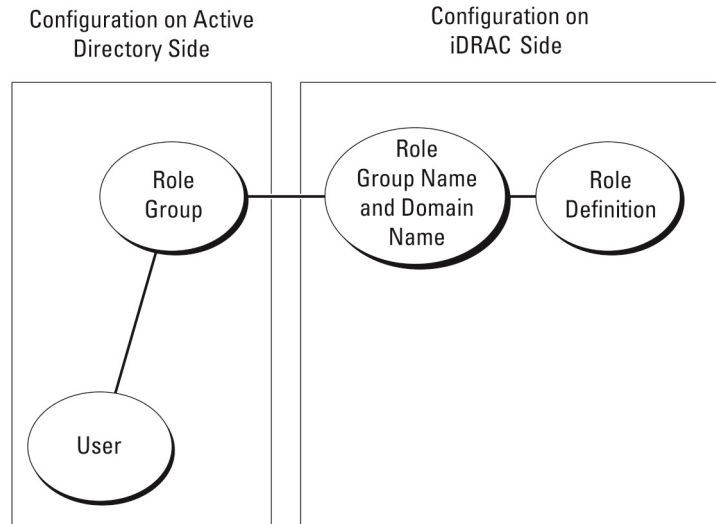 Configuration on Active
Directory Side
Configuration on
iDRAC Side
Role
Group
Role
Group Name
and Domain
Name
Role
Definition
User